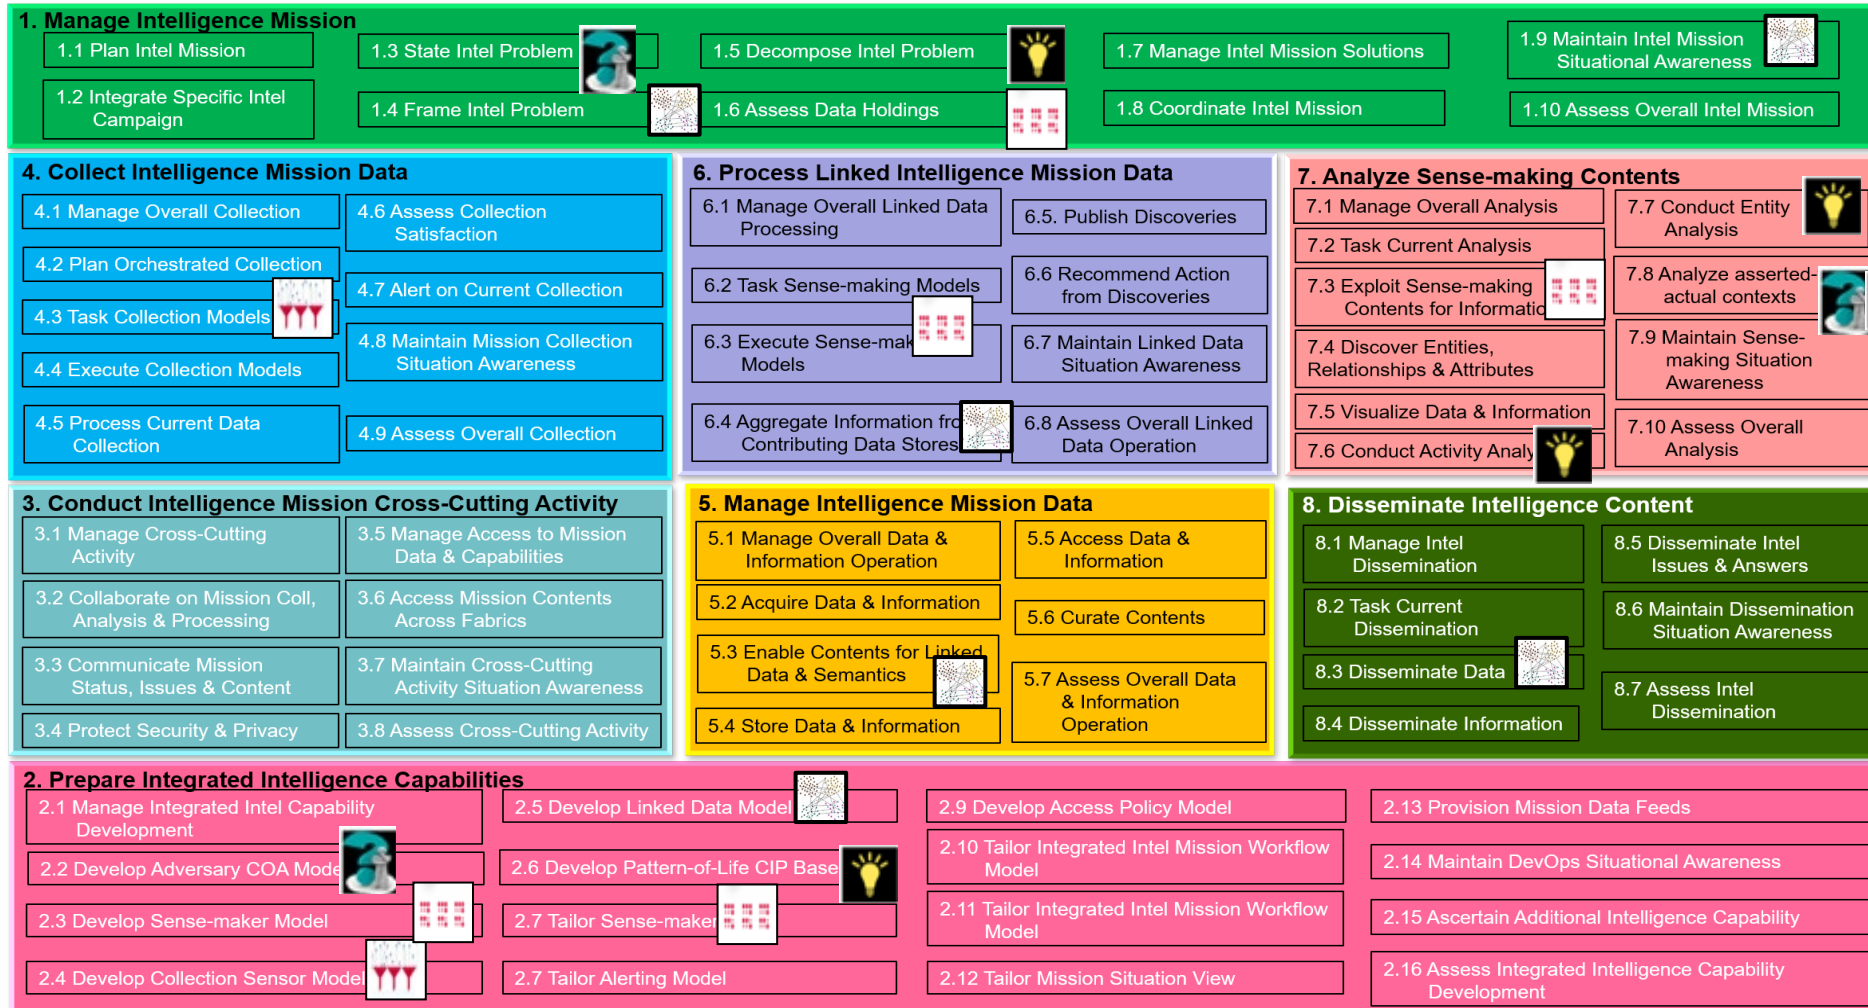 1. Manage Intelligence Mission
1.1 Plan Intel Mission
1.2 Integrate Specific Intel
Campaign
1.3 State Intel Problem
1.4 Frame Intel Problem
1.5 Decompose Intel Problem
1.6 Assess Data Holdings
1.7 Manage Intel Mission Solutions
1.8 Coordinate Intel Mission
1.9 Maintain Intel Mission
Situational Awareness
1.10 Assess Overall Intel Mission
4. Collect Intelligence Mission Data
4.1 Manage Overall Collection
4.2 Plan Orchestrated Collection
4.3 Task Collection Models
4.4 Execute Collection Models
4.5 Process Current Data
Collection
4.6 Assess Collection
Satisfaction
4.7 Alert on Current Collection
4.8 Maintain Mission Collection
Situation Awareness
4.9 Assess Overall Collection
6. Process Linked Intelligence Mission Data
6.1 Manage Overall Linked Data
Processing
6.2 Task Sense-making Models
6.3 Execute Sense-mak
Models
6.4 Aggregate Information fro
Contributing Data Stores
6.5. Publish Discoveries
6.6 Recommend Action
from Discoveries
6.7 Maintain Linked Data
Situation Awareness
6.8 Assess Overall Linked
Data Operation
7. Analyze Sense-making Contents
7.1 Manage Overall Analysis
7.2 Task Current Analysis
7.3 Exploit Sense-making
Contents for Informatio
7.4 Discover Entities,
Relationships & Attributes
7.5 Visualize Data & Information
7.6 Conduct Activity Analy
7.7 Conduct Entity
Analysis
7.8 Analyze asserted-
actual contexts
7.9 Maintain Sense-
making Situation
Awareness
7.10 Assess Overall
Analysis
3. Conduct Intelligence Mission Cross-Cutting Activity
3.1 Manage Cross-Cutting
Activity
3.2 Collaborate on Mission Coll,
Analysis & Processing
3.3 Communicate Mission
Status, Issues & Content
3.4 Protect Security & Privacy
3.5 Manage Access to Mission
Data & Capabilities
3.6 Access Mission Contents
Across Fabrics
3.7 Maintain Cross-Cutting
Activity Situation Awareness
3.8 Assess Cross-Cutting Activity
5. Manage Intelligence Mission Data
5.1 Manage Overall Data &
Information Operation
5.2 Acquire Data & Information
5.3 Enable Contents for Linked
Data & Semantics
5.4 Store Data & Information
5.5 Access Data &
Information
5.6 Curate Contents
5.7 Assess Overall Data
& Information
Operation
8. Disseminate Intelligence Content
8.1 Manage Intel
Dissemination
8.2 Task Current
Dissemination
8.3 Disseminate Data
8.4 Disseminate Information
8.5 Disseminate Intel
Issues & Answers
8.6 Maintain Dissemination
Situation Awareness
8.7 Assess Intel
Dissemination
2. Prepare Integrated Intelligence Capabilities
2.1 Manage Integrated Intel Capability
Development
2.2 Develop Adversary COA Mode
2.3 Develop Sense-maker Model
2.4 Develop Collection Sensor Model
2.5 Develop Linked Data Model
2.6 Develop Pattern-of-Life CIP Base
2.7 Tailor Sense-maker
2.7 Tailor Alerting Model
2.9 Develop Access Policy Model
2.10 Tailor Integrated Intel Mission Workflow
Model
2.11 Tailor Integrated Intel Mission Workflow
Model
2.12 Tailor Mission Situation View
2.13 Provision Mission Data Feeds
2.14 Maintain DevOps Situational Awareness
2.15 Ascertain Additional Intelligence Capability
2.16 Assess Integrated Intelligence Capability
Development